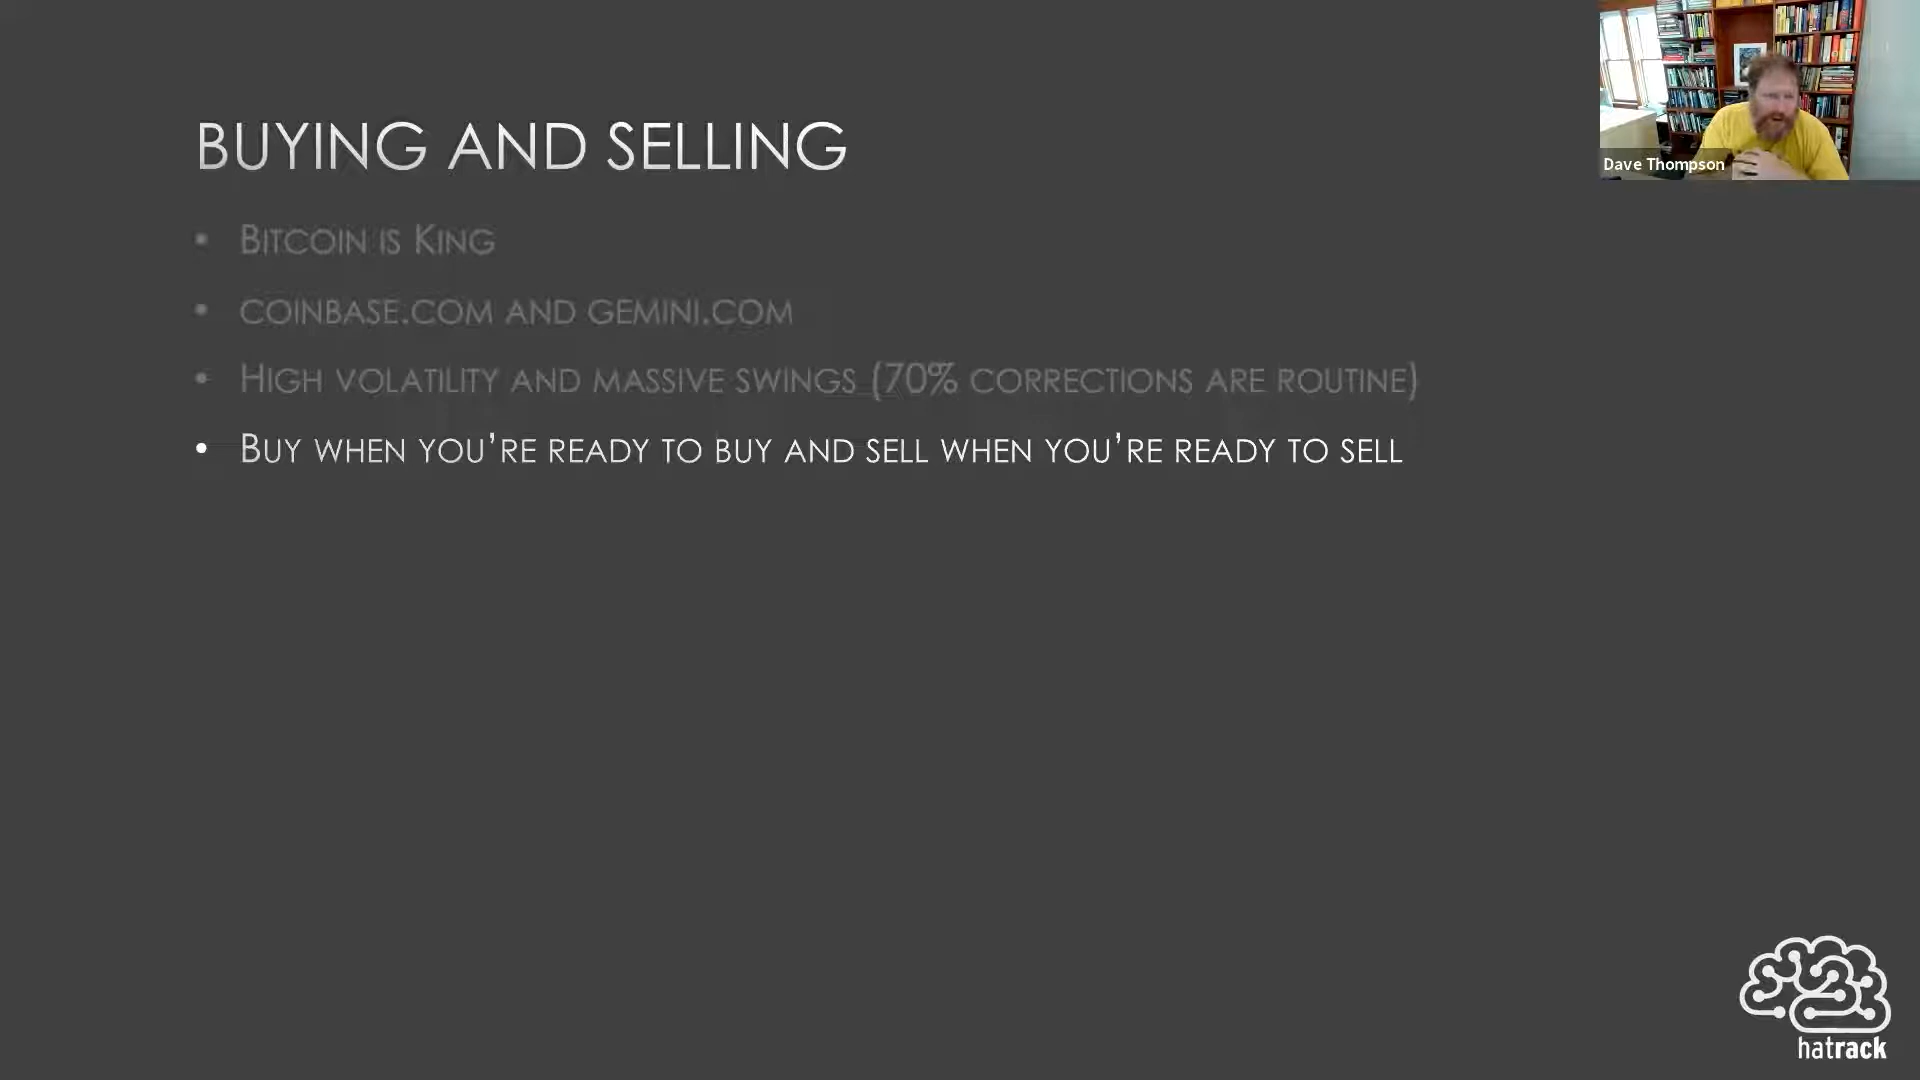 BUYING AND SELLING
• BITCOIN IS KING
• COINBASE.COM AND GEMINI.COM
• HIGH VOLATILITY AND MASSIVE SWINGS (70% CORRECTIONS ARE ROUTINE)
• BUY WHEN YOU’RE READY TO BUY AND SELL WHEN YOU’RE READY TO SELL
Dave Thompson
hatrack